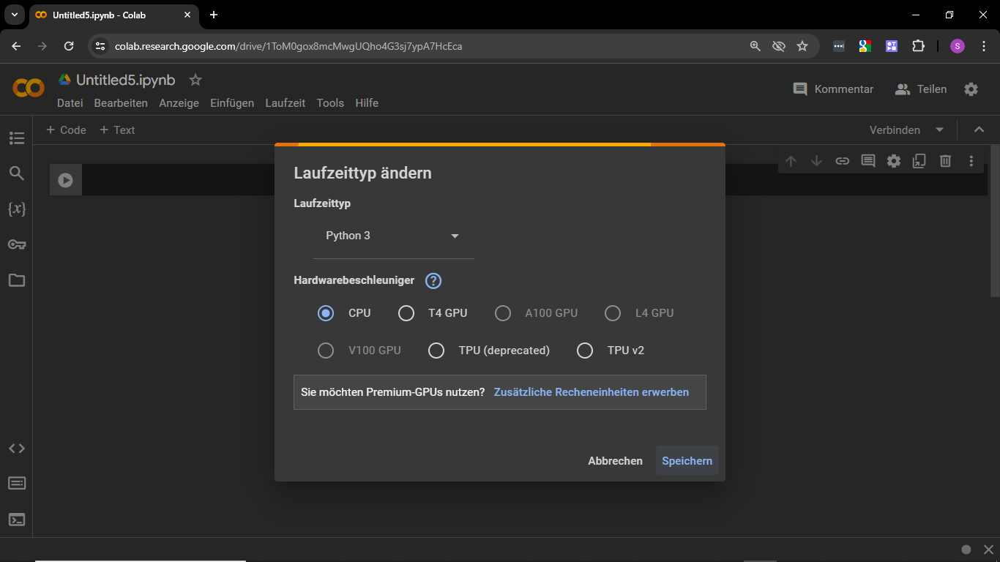 Untitled5.ipynb - Colab
colab.research.google.com/drive/1ToM0gox8mcMwgUQho4G3sj7ypA7HcEca
S
Untitled5.ipynb
Datei Bearbeiten Anzeige Einfügen Laufzeit Tools Hilfe
Kommentar Teilen
+ Code + Text
Verbinden
Laufzeittyp ändern
Laufzeittyp
Python 3
Hardwarebeschleuniger ?
CPU T4 GPU A100 GPU L4 GPU
V100 GPU TPU (deprecated) TPU v2
Sie möchten Premium-GPUs nutzen? Zusätzliche Recheneinheiten erwerben
Abbrechen Speichern